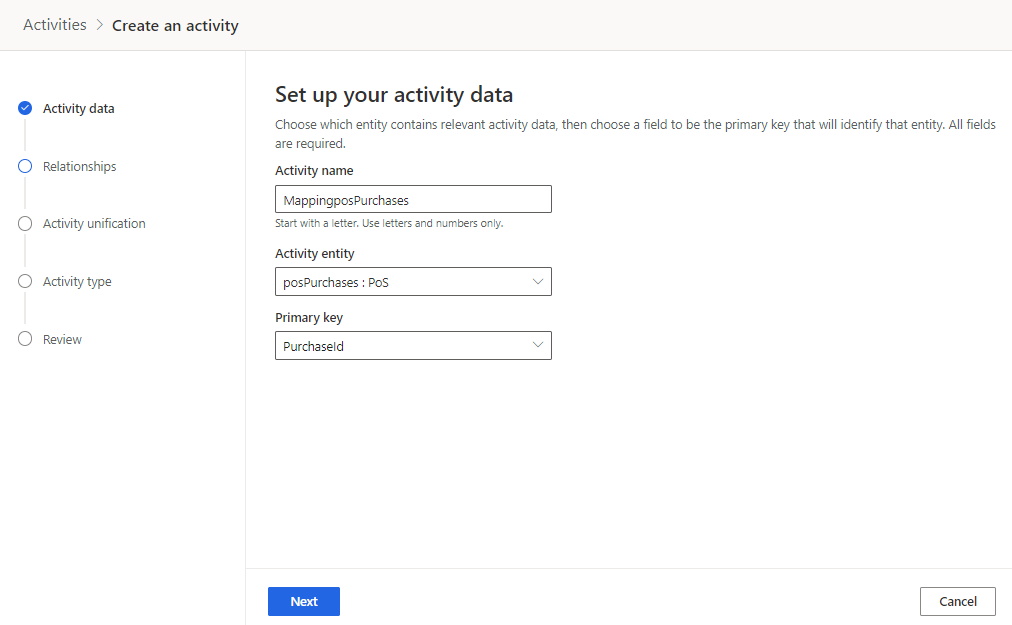 Activities > Create an activity
Activity data
Relationships
Activity unification
Activity type
Review
Set up your activity data
Choose which entity contains relevant activity data, then choose a field to be the primary key that will identify that entity. All fields
are required.
Activity name
MappingposPurchases
Start with a letter. Use letters and numbers only.
Activity entity
posPurchases : PoS
Primary key
PurchaseId
Next
Cancel